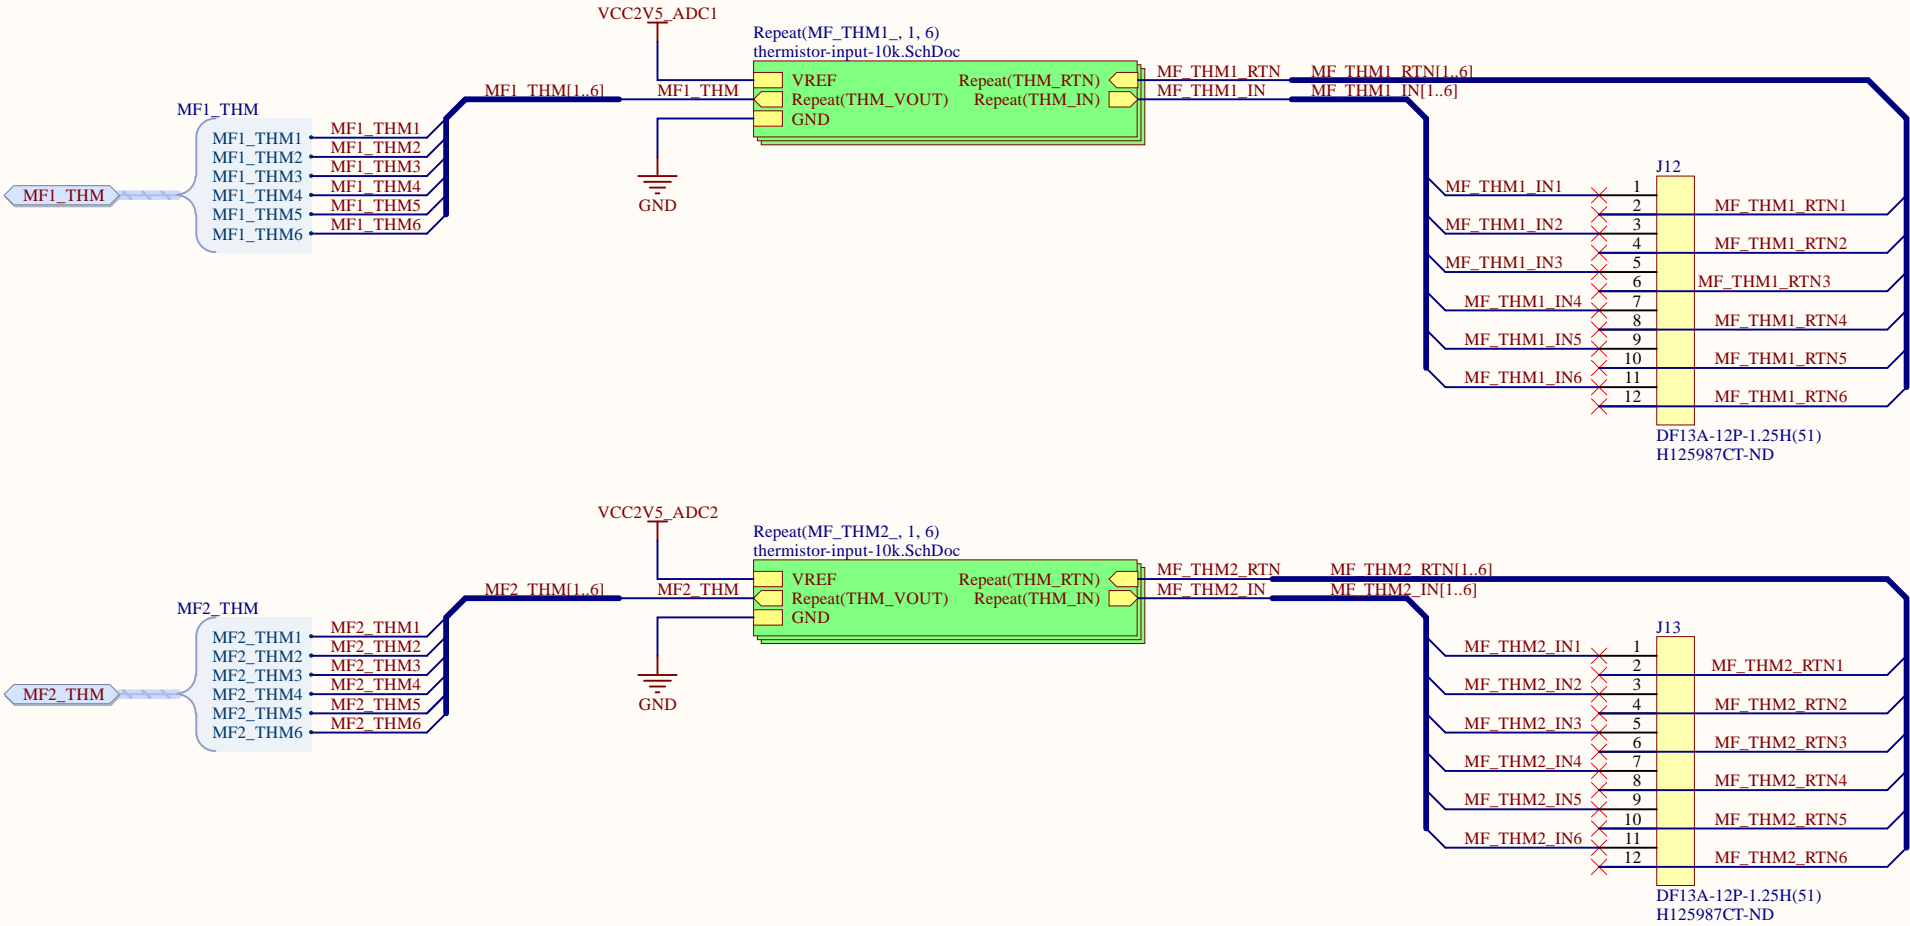 VCC2V5_ADC1
Repeat(MF_THM1_, 1, 6)
thermistor-input-10k.SchDoc
VREF
Repeat(THM_RTN)
MF_THM1_RTN
MF_THM1_RTN[1..6]
MF1_THM[1..6]
MF1_THM
Repeat(THM_VOUT)
Repeat(THM_IN)
MF_THM1_IN
MF_THM1_IN[1..6]
GND
GND
MF1_THM
MF1_THM
MF1_THM1
MF1_THM2
MF1_THM3
MF1_THM4
MF1_THM5
MF1_THM6
MF1_THM1
MF1_THM2
MF1_THM3
MF1_THM4
MF1_THM5
MF1_THM6
J12
MF_THM1_IN1
MF_THM1_IN2
MF_THM1_IN3
MF_THM1_IN4
MF_THM1_IN5
MF_THM1_IN6
1
2
3
4
5
6
7
8
9
10
11
12
MF_THM1_RTN1
MF_THM1_RTN2
MF_THM1_RTN3
MF_THM1_RTN4
MF_THM1_RTN5
MF_THM1_RTN6
DF13A-12P-1.25H(51)
H125987CT-ND
VCC2V5_ADC2
Repeat(MF_THM2_, 1, 6)
thermistor-input-10k.SchDoc
VREF
Repeat(THM_RTN)
MF_THM2_RTN
MF_THM2_RTN[1..6]
MF2_THM[1..6]
MF2_THM
Repeat(THM_VOUT)
Repeat(THM_IN)
MF_THM2_IN
MF_THM2_IN[1..6]
GND
GND
MF2_THM
MF2_THM
MF2_THM1
MF2_THM2
MF2_THM3
MF2_THM4
MF2_THM5
MF2_THM6
MF2_THM1
MF2_THM2
MF2_THM3
MF2_THM4
MF2_THM5
MF2_THM6
J13
MF_THM2_IN1
MF_THM2_IN2
MF_THM2_IN3
MF_THM2_IN4
MF_THM2_IN5
MF_THM2_IN6
1
2
3
4
5
6
7
8
9
10
11
12
MF_THM2_RTN1
MF_THM2_RTN2
MF_THM2_RTN3
MF_THM2_RTN4
MF_THM2_RTN5
MF_THM2_RTN6
DF13A-12P-1.25H(51)
H125987CT-ND